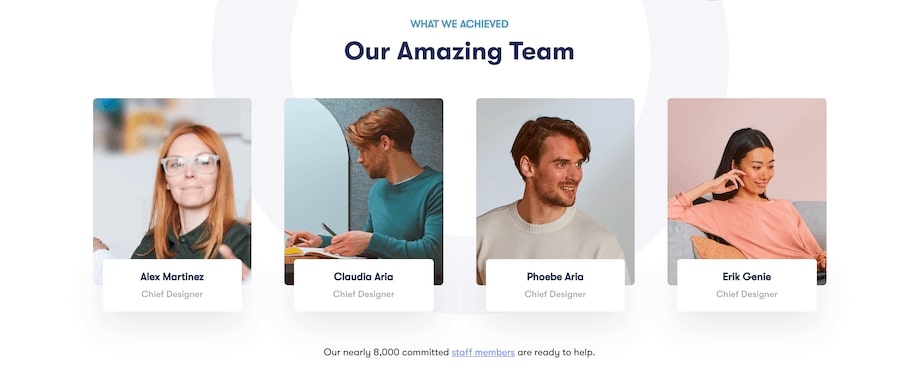 WHAT WE ACHIEVED
Our Amazing Team
Alex Martinez
Chief Designer
Claudia Aria
Chief Designer
Phoebe Aria
Chief Designer
Erik Genie
Chief Designer
Our nearly 8,000 committed staff members are ready to help.